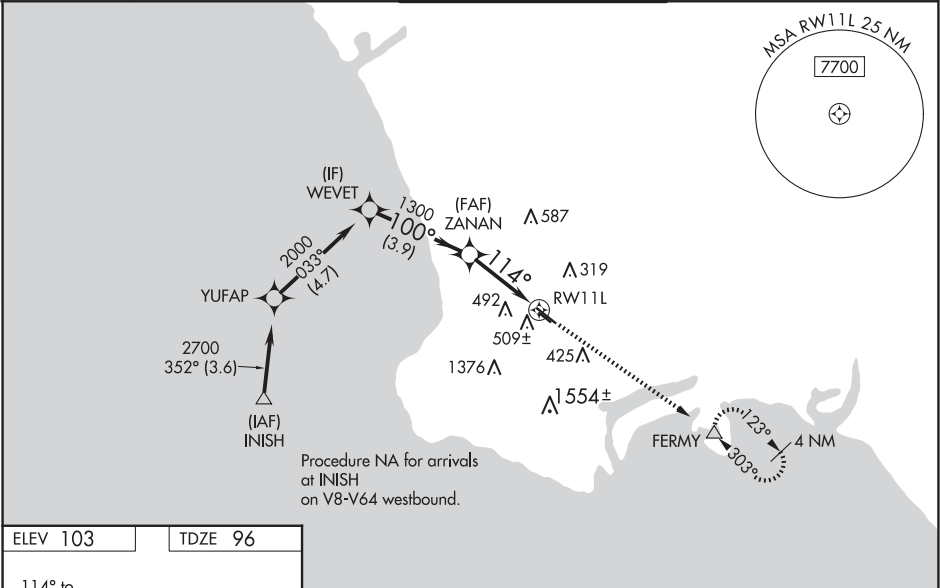 MSA RW11L 25 NM
7700
(IF)
WEVET
1300
100°
(3.9)
(FAF)
ZANAN
587
2000
033°
(4.7)
114°
319
YUFAP
492
RW11L
509±
2700
352° (3.6)
1376
425
1554±
(IAF)
INISH
FERMY
123°
303°
4 NM
Procedure NA for arrivals
at INISH
on V8-V64 westbound.
ELEV 103
TDZE 96
114° to